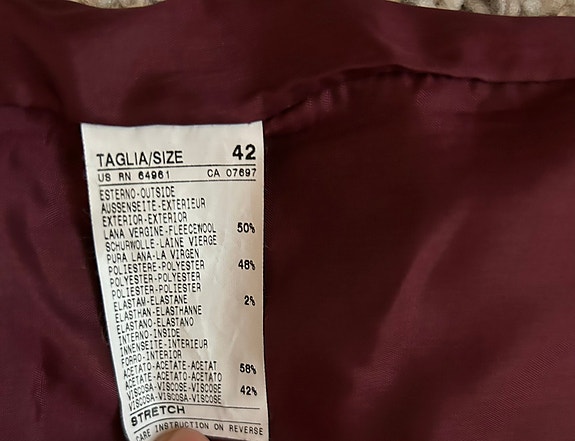 TAGLIA/SIZE 42
US RN 64961 CA 07697
ESTERNO-OUTSIDE
AUSSENSEITE-EXTERIEUR
EXTERIOR-EXTERIOR
LANA VERGINE-FLEECEWOOL 50%
SCHURWOLLE-LAINE VIERGE
PURA LANA-LA VIRGEN
POLIESTERE-POLYESTER 48%
POLYESTER-POLYESTER
POLIESTER-POLIESTER
ELASTAM-ELASTANE 2%
ELASTHAN-ELASTHANNE
ELASTANO-ELASTANO
INTERNO-INSIDE
INNENSEITE-INTERIEUR
FORRO-INTERIOR
ACETATO-ACETATE-ACETAT 58%
ACETATE-ACETATO-ACETATO
VISCOSA-VISCOSE-VISCOSE 42%
VISCOSA-VISCOSE-VISCOSE
STRETCH
CARE INSTRUCTION ON REVERSE